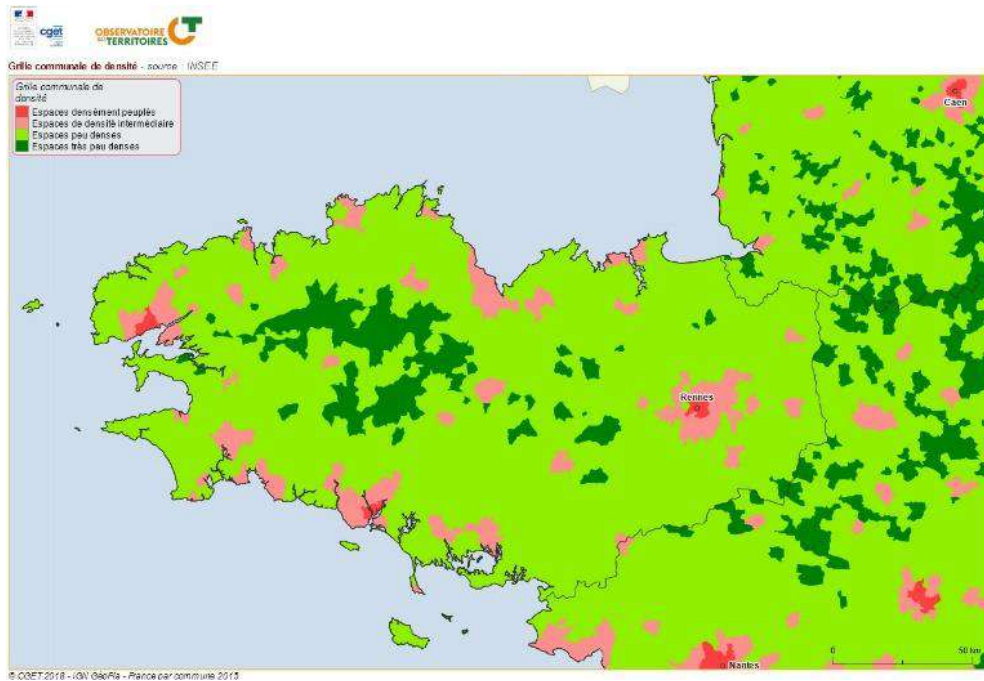 cget
OBSERVATOIRE
DES TERRITOIRES
Grille communale de densité - source : INSEE
Grille communale de
densité
Espaces densément peuplés
Espaces de densité intermédiaire
Espaces peu denses
Espaces très peu denses
Caen
Rennes
0 50 km
Nantes
© CGET 2018 - IGN GéoFla - France par commune 2015